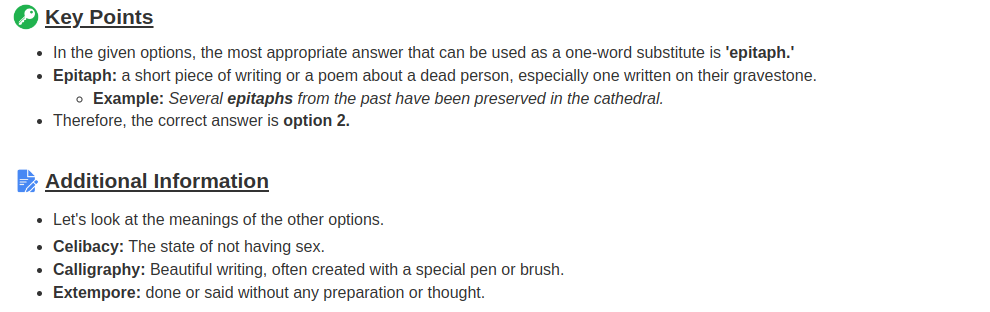 Key Points
In the given options, the most appropriate answer that can be used as a one-word substitute is 'epitaph.'
Epitaph: a short piece of writing or a poem about a dead person, especially one written on their gravestone.
Example: Several epitaphs from the past have been preserved in the cathedral.
Therefore, the correct answer is option 2.
Additional Information
Let's look at the meanings of the other options.
Celibacy: The state of not having sex.
Calligraphy: Beautiful writing, often created with a special pen or brush.
Extempore: done or said without any preparation or thought.